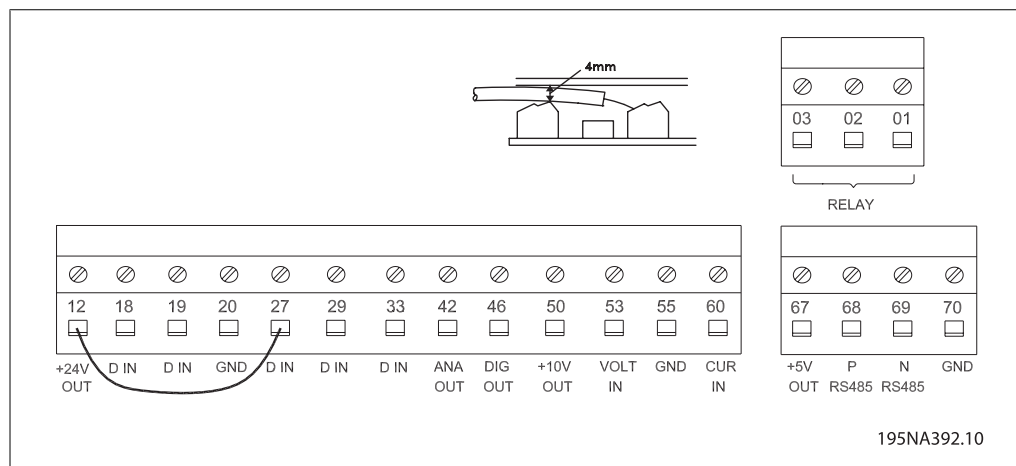 4mm
03 02 01
RELAY
12 18 19 20 27 29 33 42 46 50 53 55 60
+24V D IN D IN GND D IN D IN D IN ANA DIG +10V VOLT GND CUR
OUT OUT OUT OUT IN IN
67 68 69 70
+5V P N GND
OUT RS485 RS485
195NA392.10